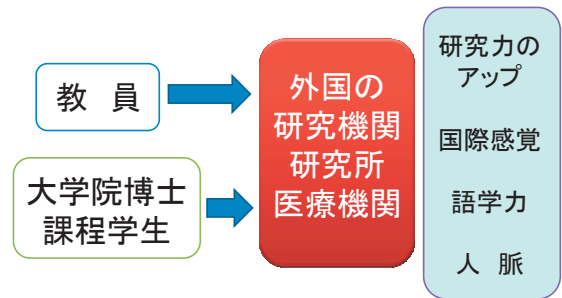 教 員
大学院博士
課程学生
外国の
研究機関
研究所
医療機関
研究力の
アップ
国際感覚
語学力
人 脈